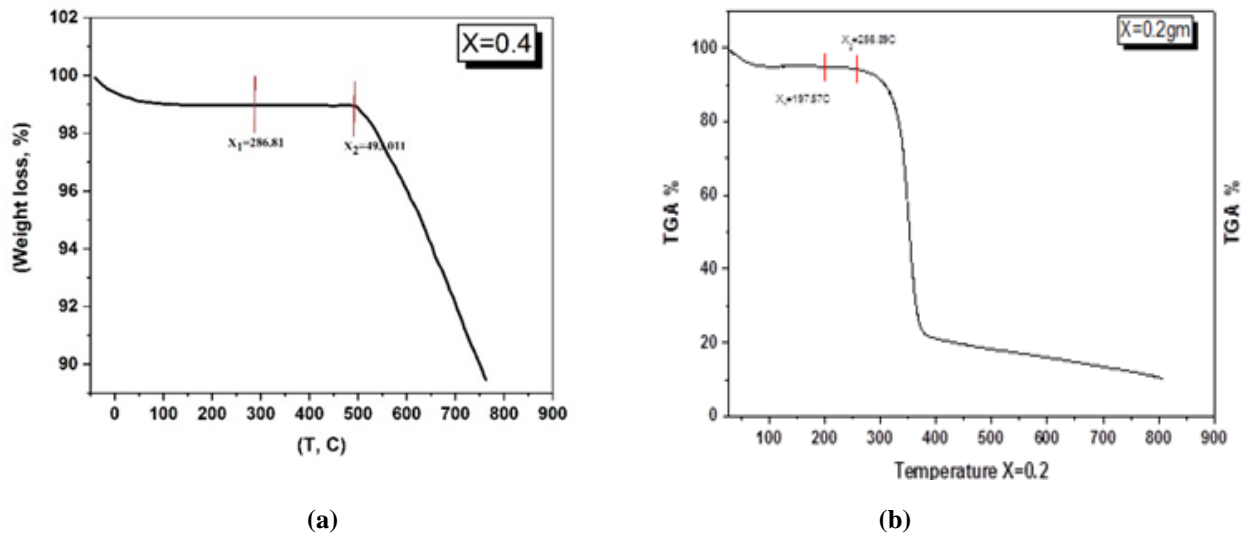 102
100
98
96
94
92
90
(Weight loss, %)
0 100 200 300 400 500 600 700 800 900
(T, C)
X=0.4
X1=286.81
(a)
X=0.2gm
100
80
60
40
20
0
TGA %
TGA %
100 200 300 400 500 600 700 800 900
Temperature X=0.2
(b)